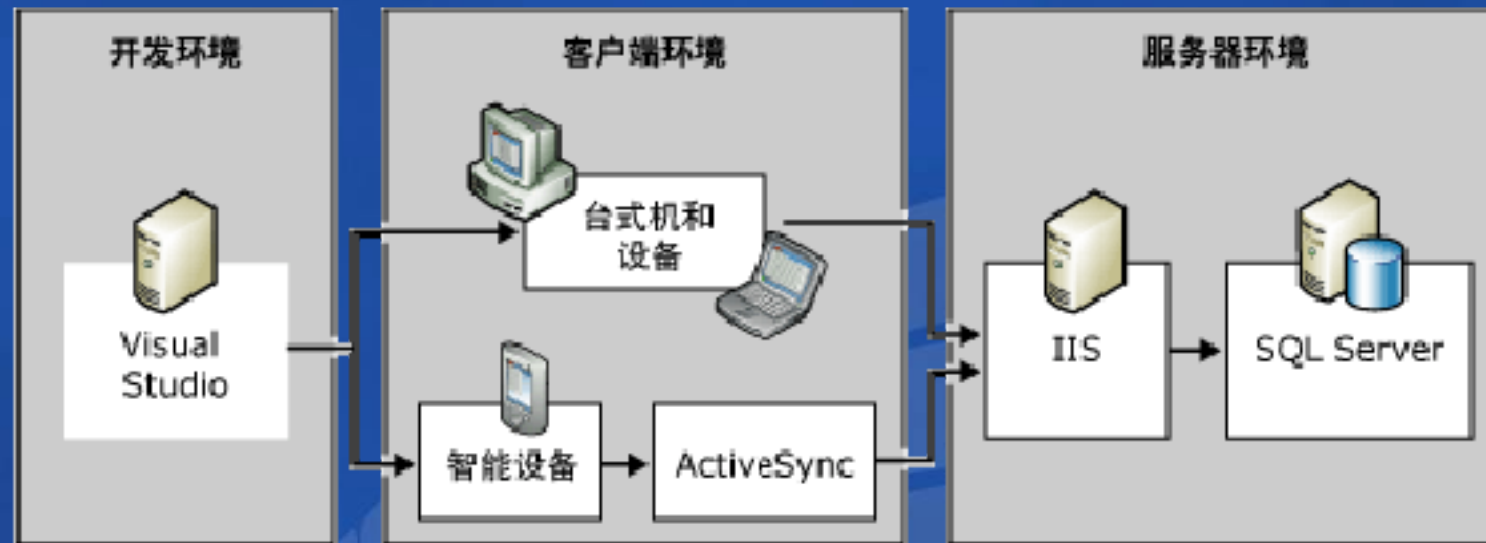 开发环境
客户端环境
服务器环境
台式机和
设备
Visual
Studio
IIS
SQL Server
智能设备
ActiveSync